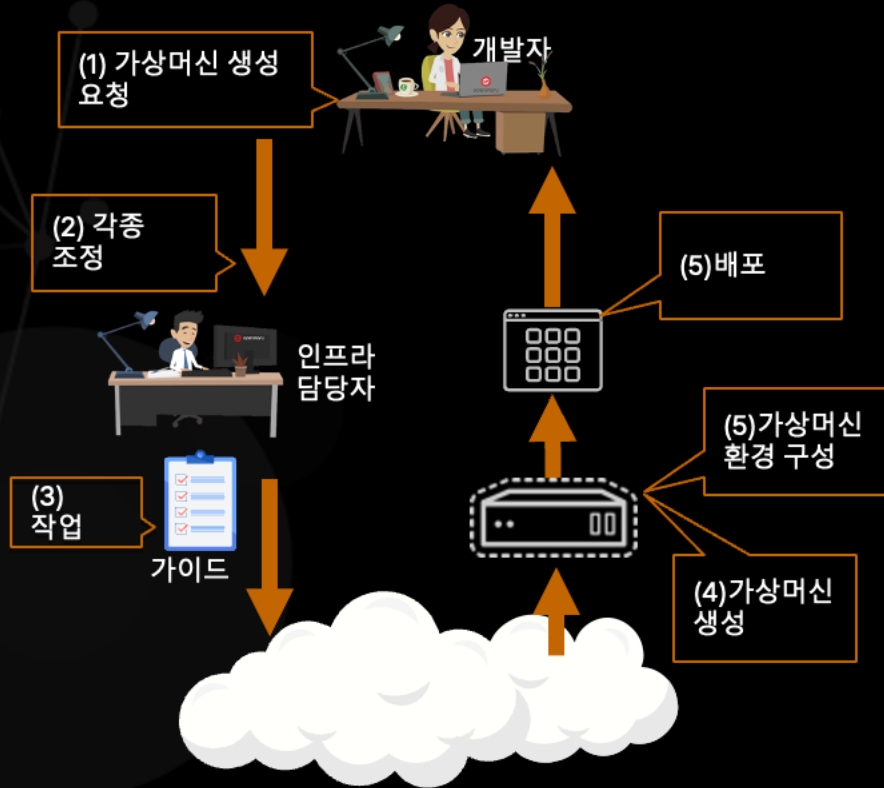 (1) 가상머신 생성
요청
개발자
(2) 각종
조정
인프라
담당자
(3)
작업
가이드
(5)배포
(5)가상머신
환경 구성
(4)가상머신
생성